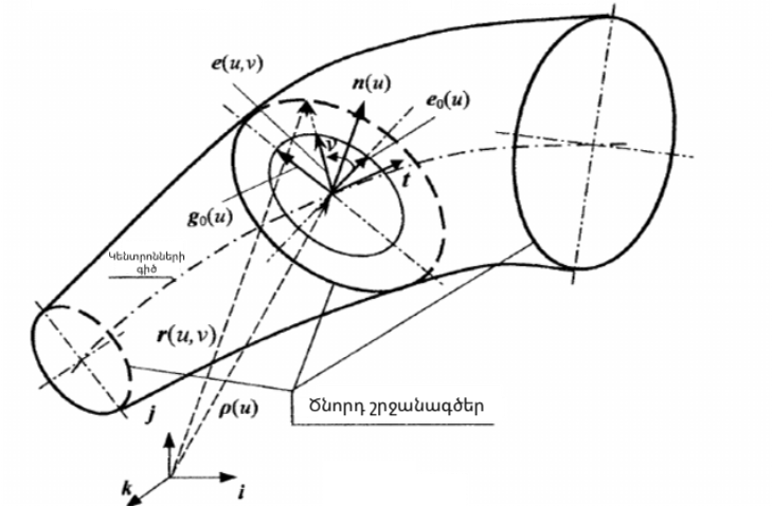 e(u,v)
n(u)
e₀(u)
v
t
g₀(u)
Կենտրոնների
գիծ
r(u,v)
ρ(u)
Ծնորդ շրջանագծեր
j
k
i